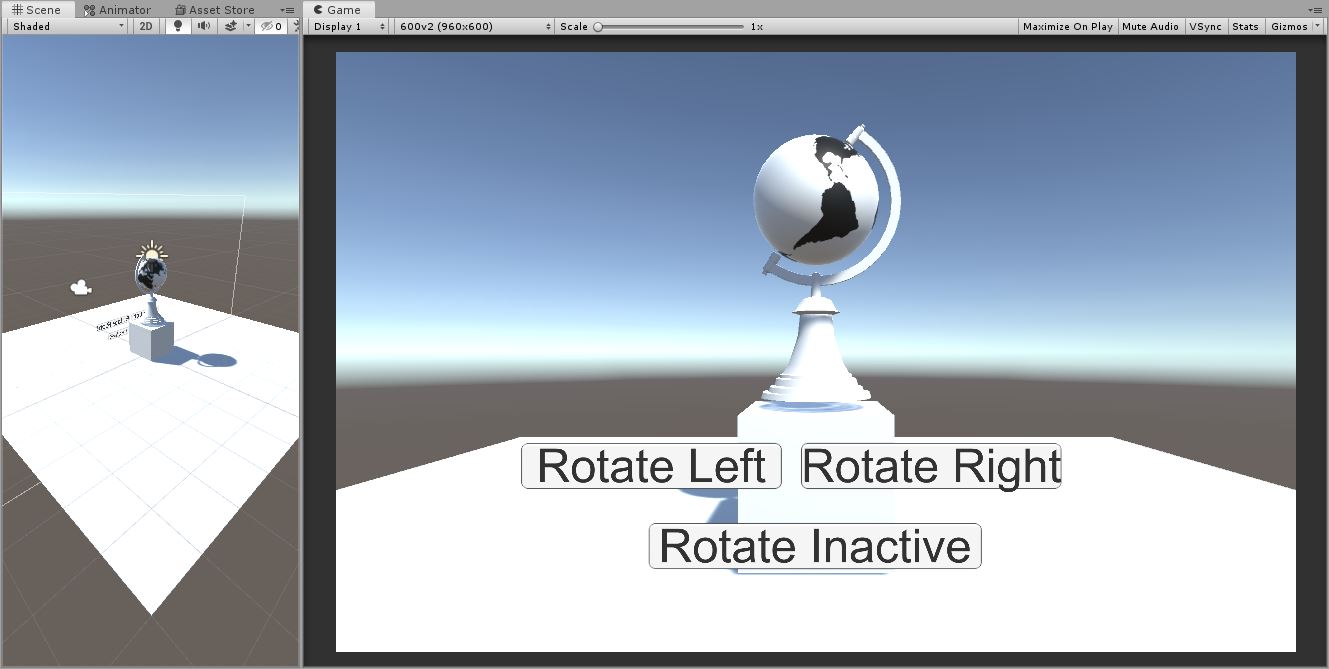 Scene Animator Asset Store
Game
Shaded 2D 0
Display 1 600v2 (960x600) Scale 1x Maximize On Play Mute Audio VSync Stats Gizmos
Rotate Left Rotate Right
Rotate Inactive